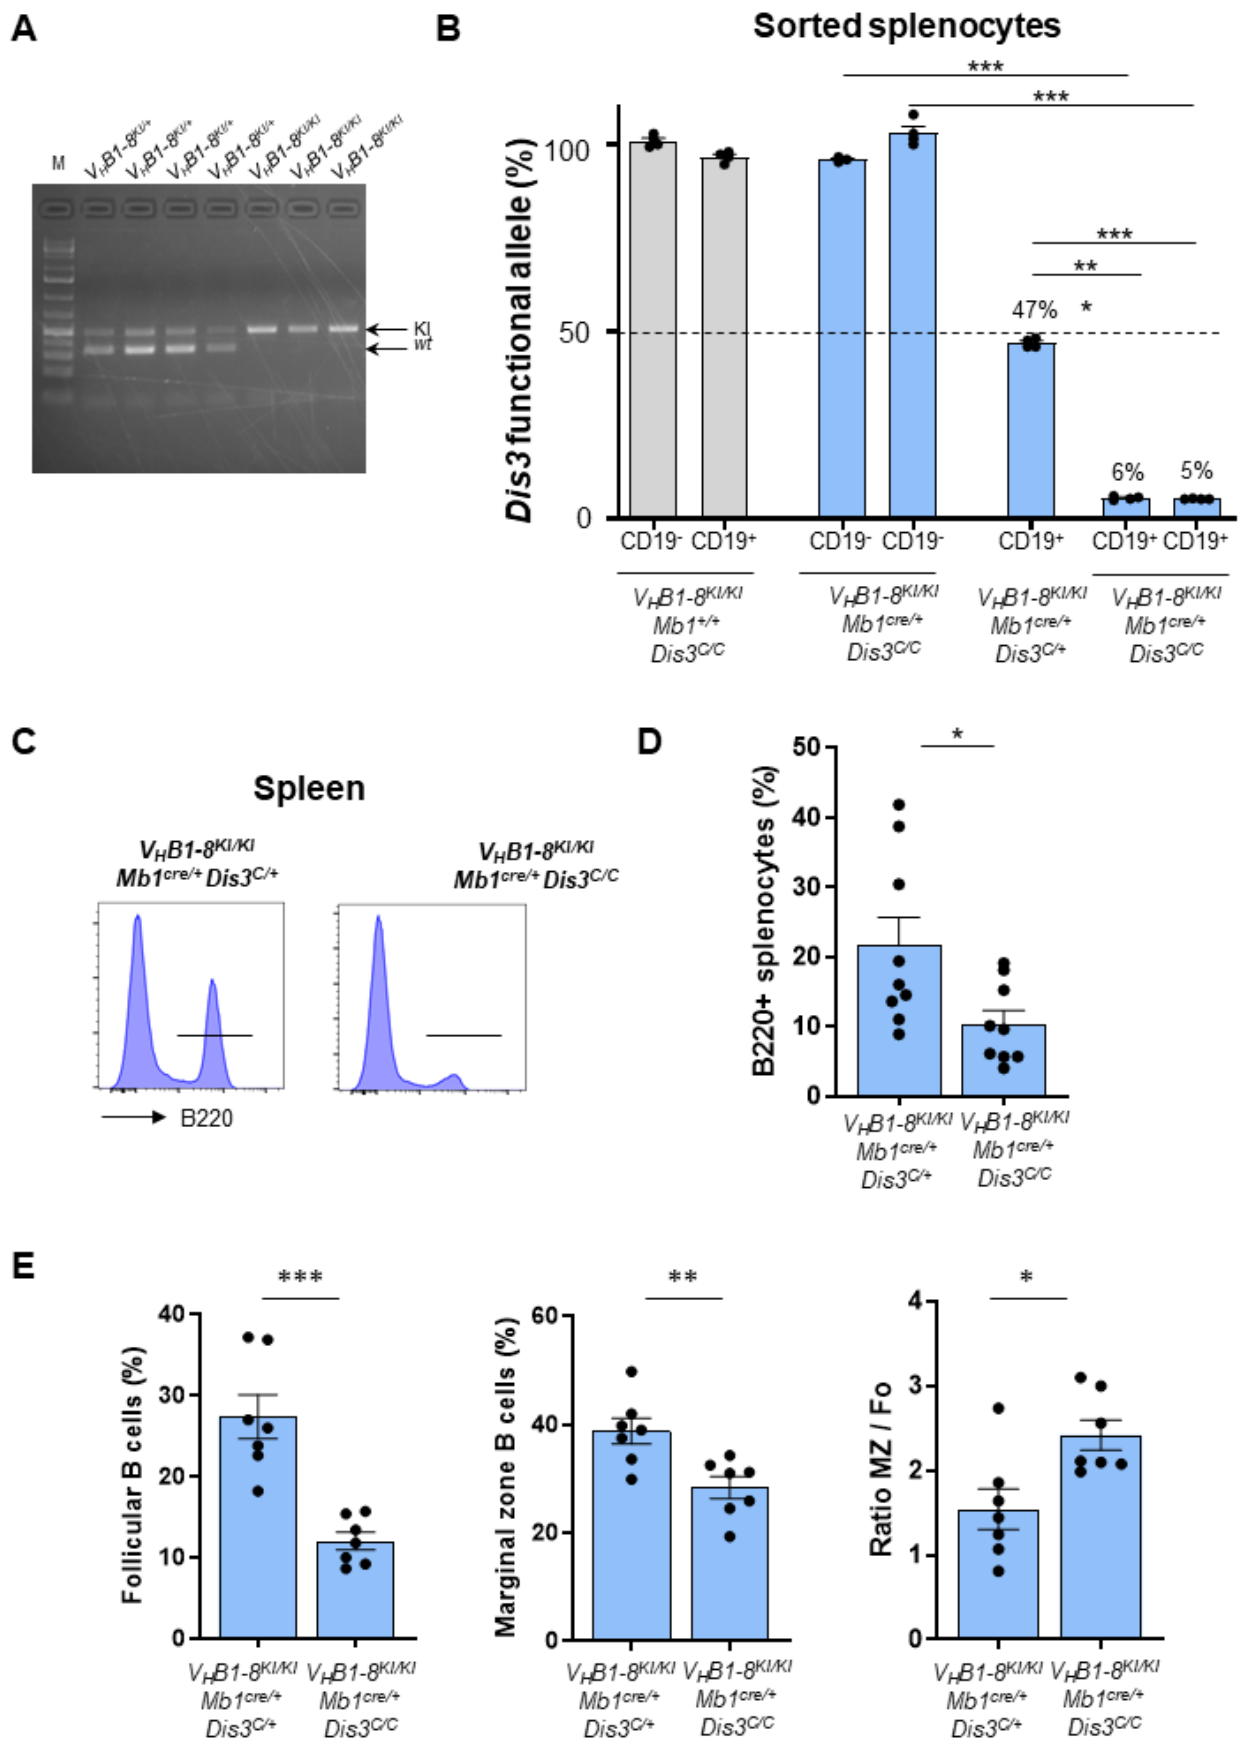 A
M
VHB1-8KI/+
VHB1-8KI/+
VHB1-8KI/+
VHB1-8KI/+
VHB1-8KI/KI
VHB1-8KI/KI
VHB1-8KI/KI
KI
wt
B
Sorted splenocytes
Dis3 functional allele (%)
100
50
0
***
***
***
**
47%
*
6%
5%
CD19- CD19+ CD19- CD19- CD19+ CD19+ CD19+
VHB1-8KI/KI VHB1-8KI/KI VHB1-8KI/KI VHB1-8KI/KI
Mb1+/+ Mb1cre/+ Mb1cre/+ Mb1cre/+
Dis3C/C Dis3C/C Dis3C/+ Dis3C/C
C
Spleen
VHB1-8KI/KI VHB1-8KI/KI
Mb1cre/+ Dis3C/+ Mb1cre/+ Dis3C/C
B220
D
B220+ splenocytes (%)
50
40
30
20
10
0
*
VHB1-8KI/KI VHB1-8KI/KI
Mb1cre/+ Mb1cre/+
Dis3C/+ Dis3C/C
E
Follicular B cells (%)
40
30
20
10
0
***
VHB1-8KI/KI VHB1-8KI/KI
Mb1cre/+ Mb1cre/+
Dis3C/+ Dis3C/C
Marginal zone B cells (%)
60
40
20
0
**
VHB1-8KI/KI VHB1-8KI/KI
Mb1cre/+ Mb1cre/+
Dis3C/+ Dis3C/C
Ratio MZ / Fo
4
3
2
1
0
*
VHB1-8KI/KI VHB1-8KI/KI
Mb1cre/+ Mb1cre/+
Dis3C/+ Dis3C/C